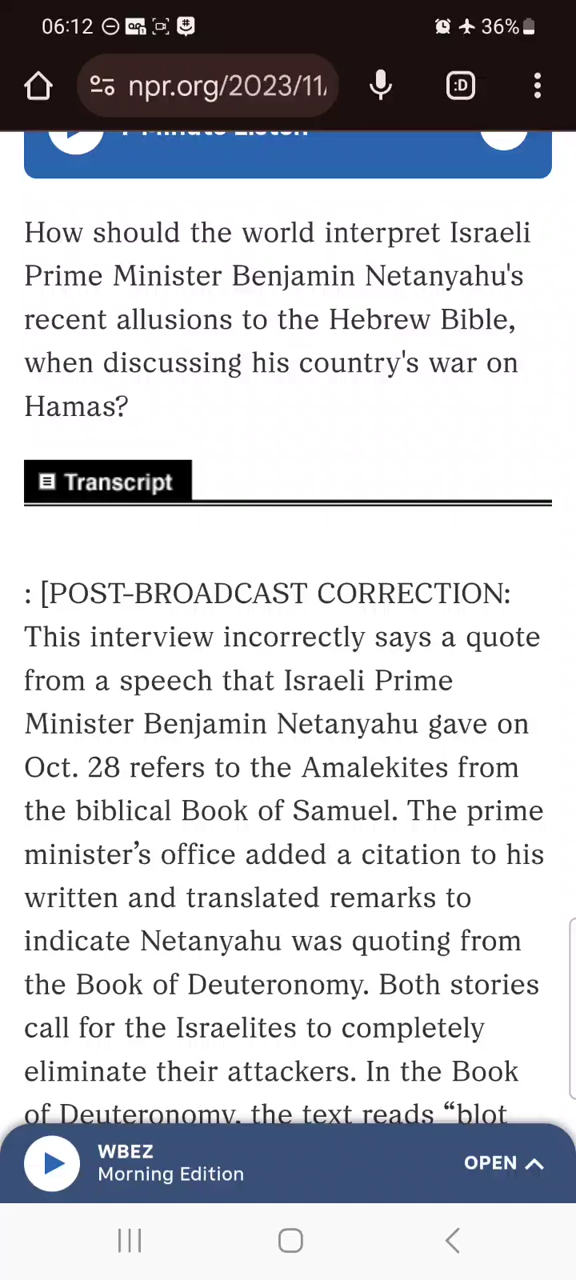 06:12
36%
npr.org/2023/11/
:D
How should the world interpret Israeli
Prime Minister Benjamin Netanyahu's
recent allusions to the Hebrew Bible,
when discussing his country's war on
Hamas?
Transcript
: [POST-BROADCAST CORRECTION:
This interview incorrectly says a quote
from a speech that Israeli Prime
Minister Benjamin Netanyahu gave on
Oct. 28 refers to the Amalekites from
the biblical Book of Samuel. The prime
minister’s office added a citation to his
written and translated remarks to
indicate Netanyahu was quoting from
the Book of Deuteronomy. Both stories
call for the Israelites to completely
eliminate their attackers. In the Book
of Deuteronomy, the text reads “blot
WBEZ
Morning Edition
OPEN